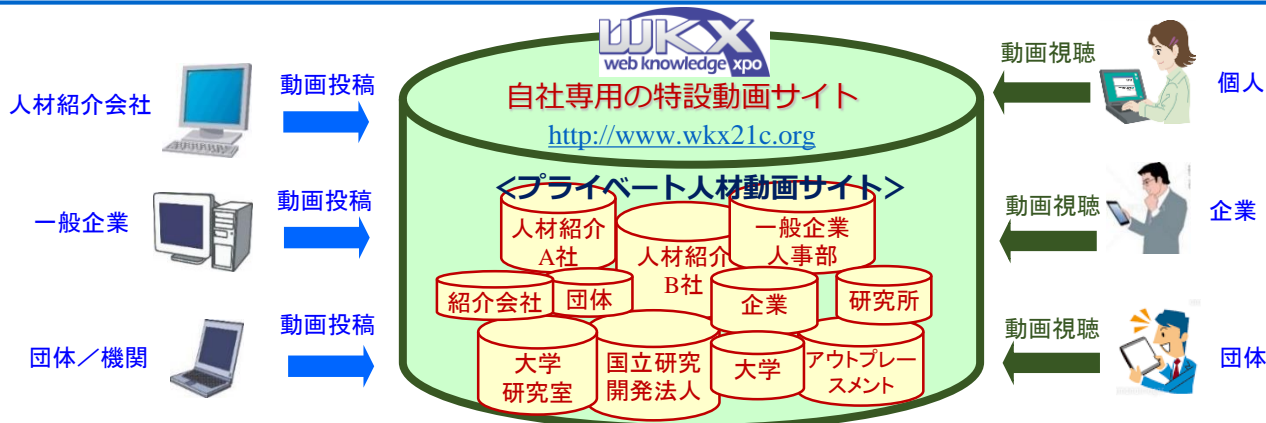 WKX
web knowledge xpo
自社専用の特設動画サイト
http://www.wkx21c.org
<プライベート人材動画サイト>
人材紹介会社
動画投稿
一般企業
動画投稿
団体／機関
動画投稿
人材紹介
A社
人材紹介
B社
一般企業
人事部
紹介会社
団体
企業
研究所
大学
研究室
国立研究
開発法人
大学
アウトプレー
スメント
動画視聴
個人
動画視聴
企業
動画視聴
団体